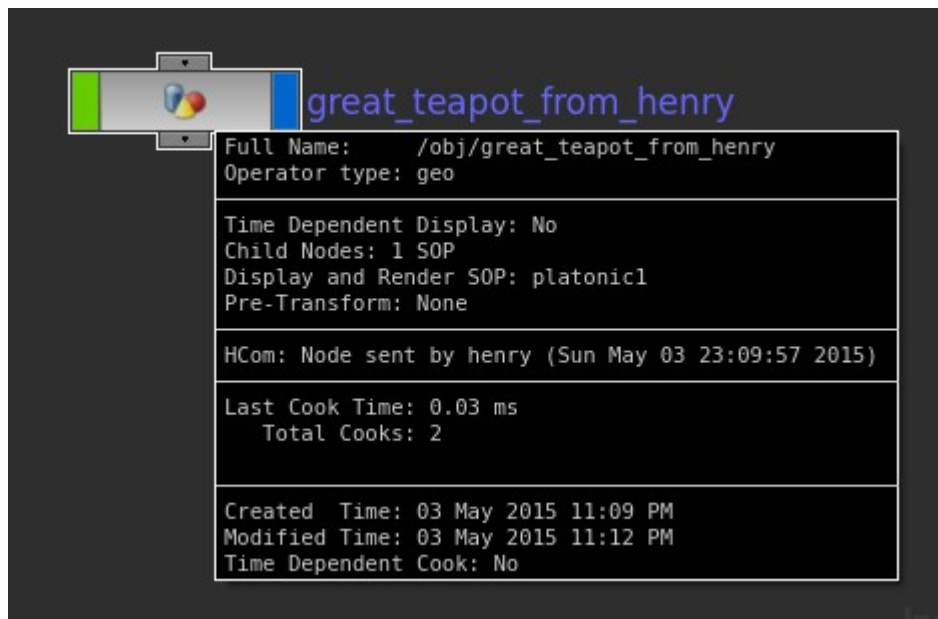 great_teapot_from_henry
Full Name: /obj/great_teapot_from_henry
Operator type: geo
Time Dependent Display: No
Child Nodes: 1 SOP
Display and Render SOP: platonic1
Pre-Transform: None
HCom: Node sent by henry (Sun May 03 23:09:57 2015)
Last Cook Time: 0.03 ms
Total Cooks: 2
Created Time: 03 May 2015 11:09 PM
Modified Time: 03 May 2015 11:12 PM
Time Dependent Cook: No